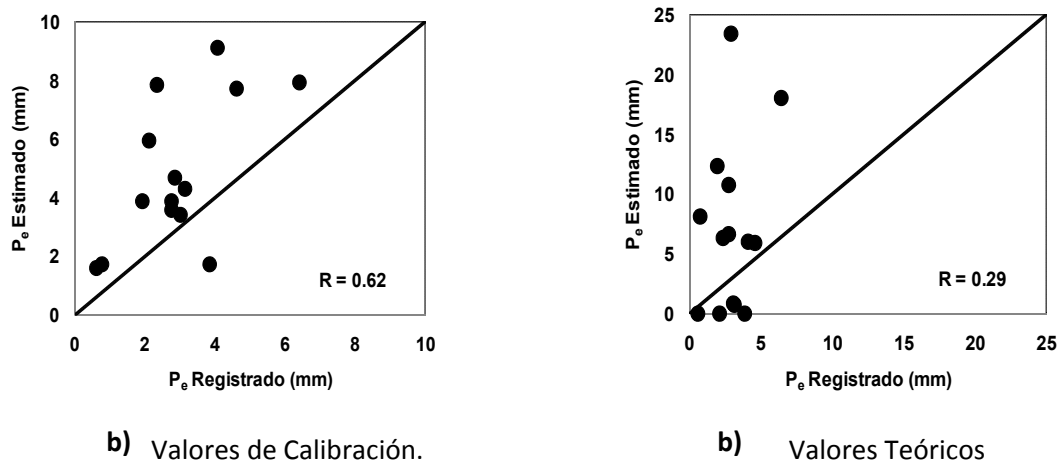 10
8
6
4
2
0
Pe Estimado (mm)
R = 0.62
0 2 4 6 8 10
Pe Registrado (mm)
b) Valores de Calibración.
25
20
15
10
5
0
Pe Estimado (mm)
R = 0.29
0 5 10 15 20 25
Pe Registrado (mm)
b) Valores Teóricos